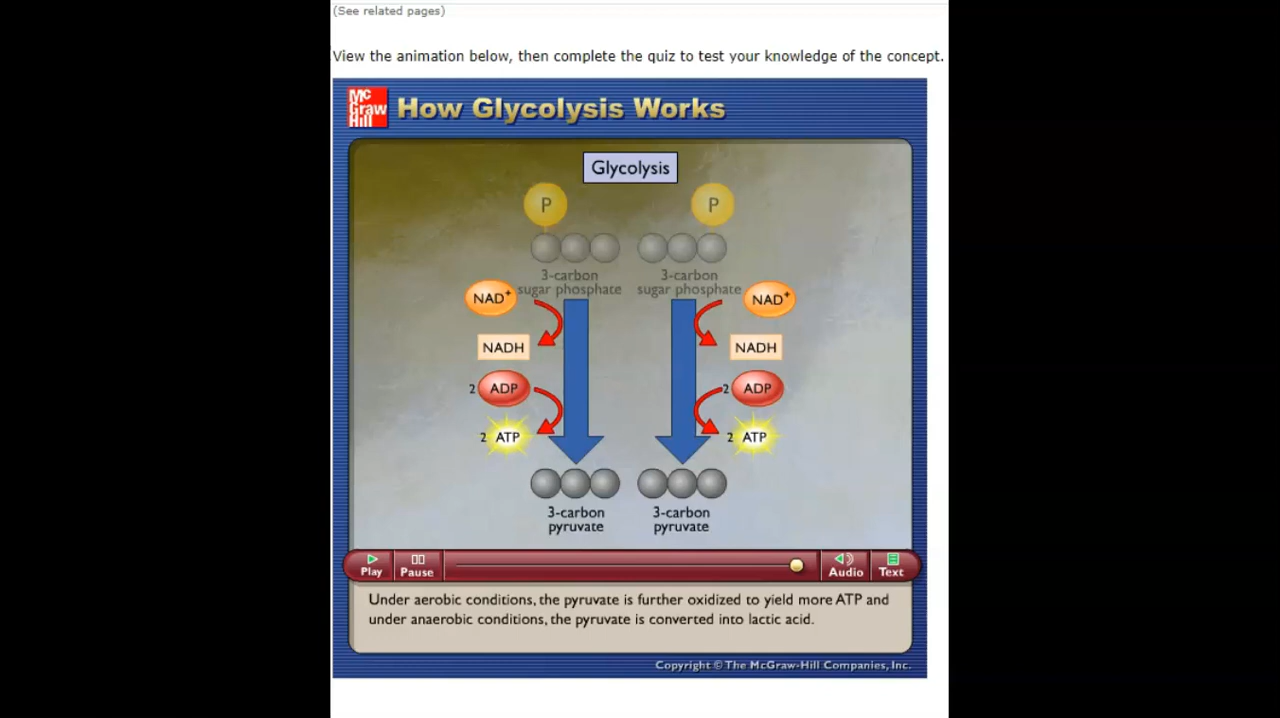 (See related pages)
View the animation below, then complete the quiz to test your knowledge of the concept.
Mc
Graw
Hill
How Glycolysis Works
Glycolysis
P P
3-carbon 3-carbon
sugar phosphate sugar phosphate
NAD+ NAD+
NADH NADH
2 ADP 2 ADP
2 ATP 2 ATP
3-carbon 3-carbon
pyruvate pyruvate
Play Pause Audio Text
Under aerobic conditions, the pyruvate is further oxidized to yield more ATP and
under anaerobic conditions, the pyruvate is converted into lactic acid.
Copyright © The McGraw-Hill Companies, Inc.